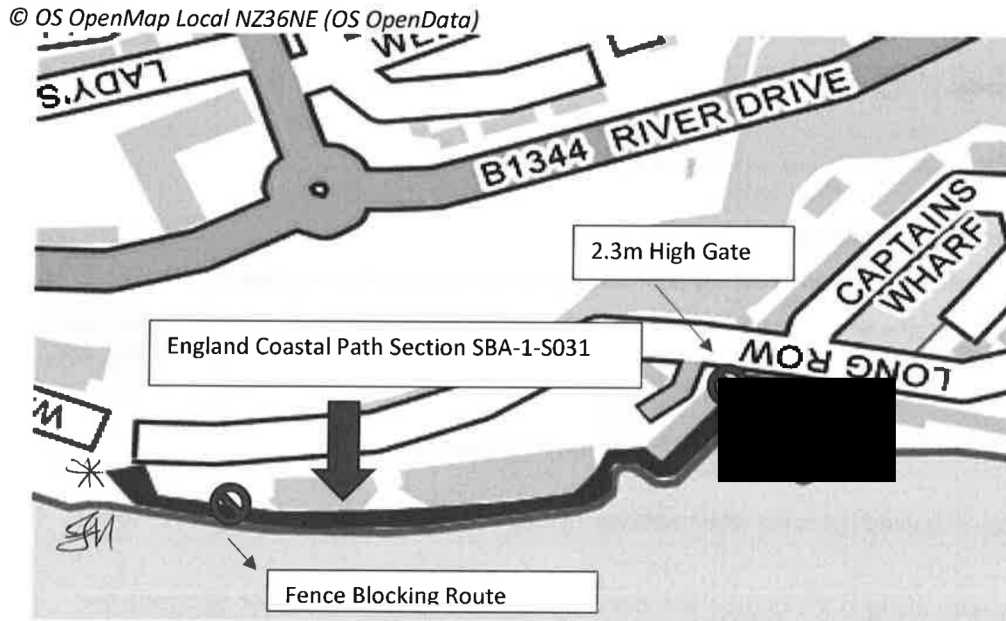 © OS OpenMap Local NZ36NE (OS OpenData)
LADY'S
B1344 RIVER DRIVE
2.3m High Gate
CAPTAINS
WHARF
England Coastal Path Section SBA-1-S031
LONG ROW
Fence Blocking Route